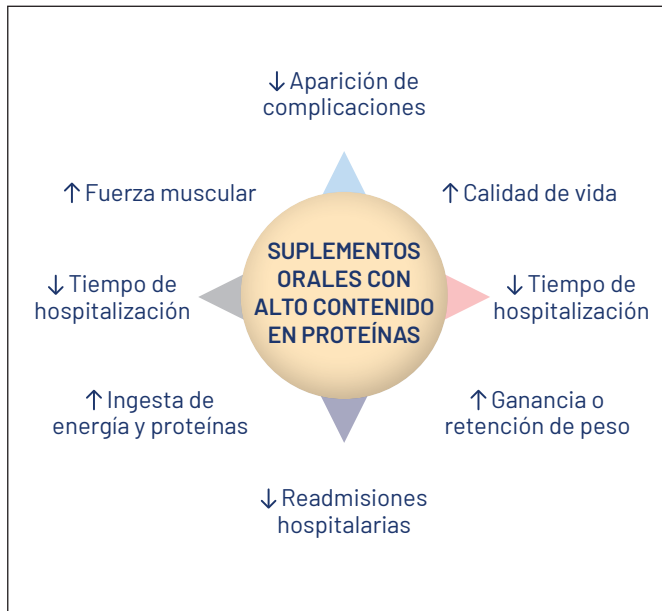 ↓ Aparición de
complicaciones
↑ Fuerza muscular
↑ Calidad de vida
SUPLEMENTOS
ORALES CON
ALTO CONTENIDO
EN PROTEÍNAS
↓ Tiempo de
hospitalización
↓ Tiempo de
hospitalización
↑ Ingesta de
energía y proteínas
↑ Ganancia o
retención de peso
↓ Readmisiones
hospitalarias